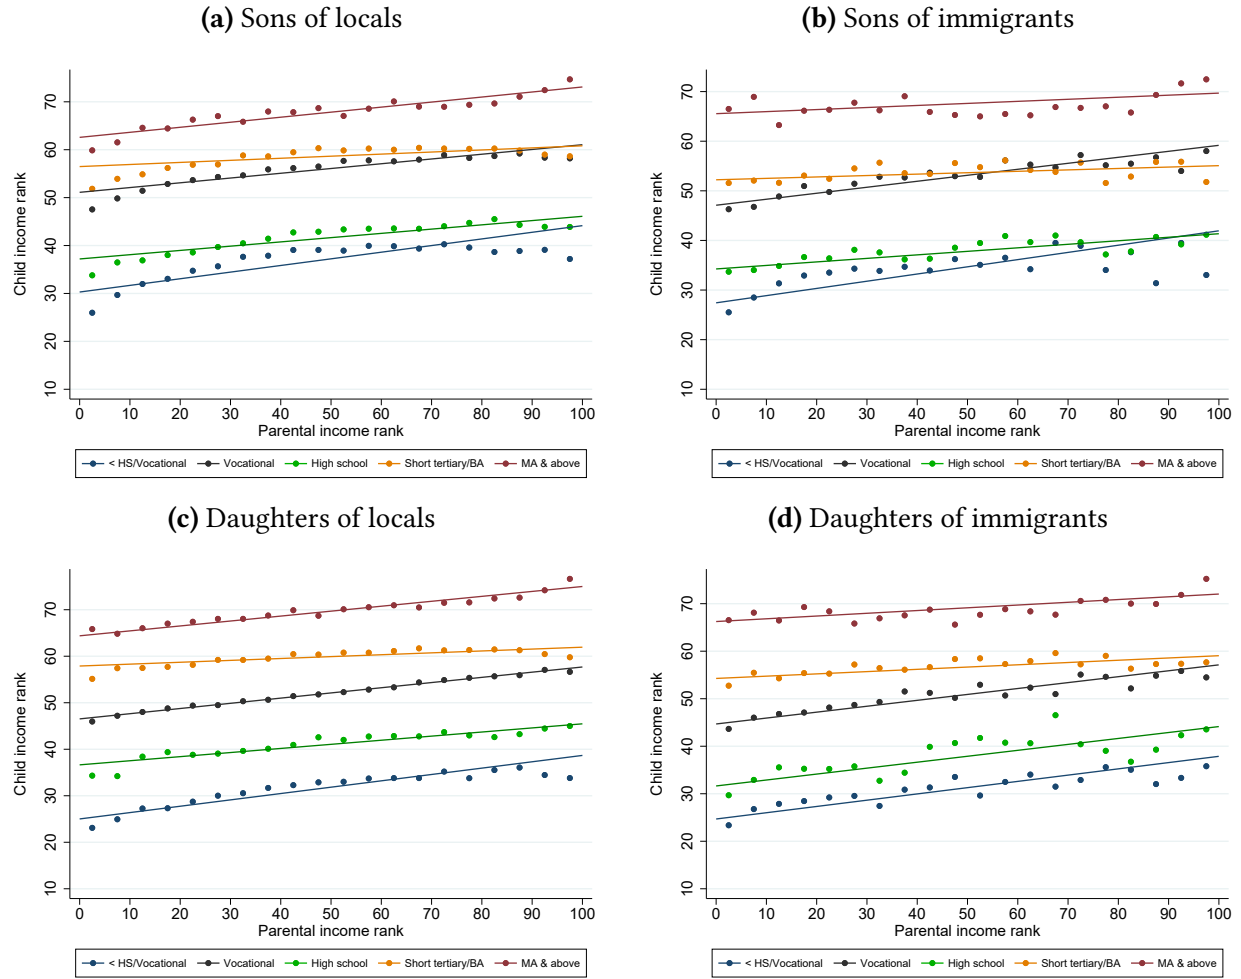 (a) Sons of locals
70
60
50
40
30
20
10
Child income rank
0 10 20 30 40 50 60 70 80 90 100
Parental income rank
< HS/Vocational Vocational High school Short tertiary/BA MA & above
(b) Sons of immigrants
70
60
50
40
30
20
10
Child income rank
0 10 20 30 40 50 60 70 80 90 100
Parental income rank
< HS/Vocational Vocational High school Short tertiary/BA MA & above
(c) Daughters of locals
70
60
50
40
30
20
10
Child income rank
0 10 20 30 40 50 60 70 80 90 100
Parental income rank
< HS/Vocational Vocational High school Short tertiary/BA MA & above
(d) Daughters of immigrants
70
60
50
40
30
20
10
Child income rank
0 10 20 30 40 50 60 70 80 90 100
Parental income rank
< HS/Vocational Vocational High school Short tertiary/BA MA & above